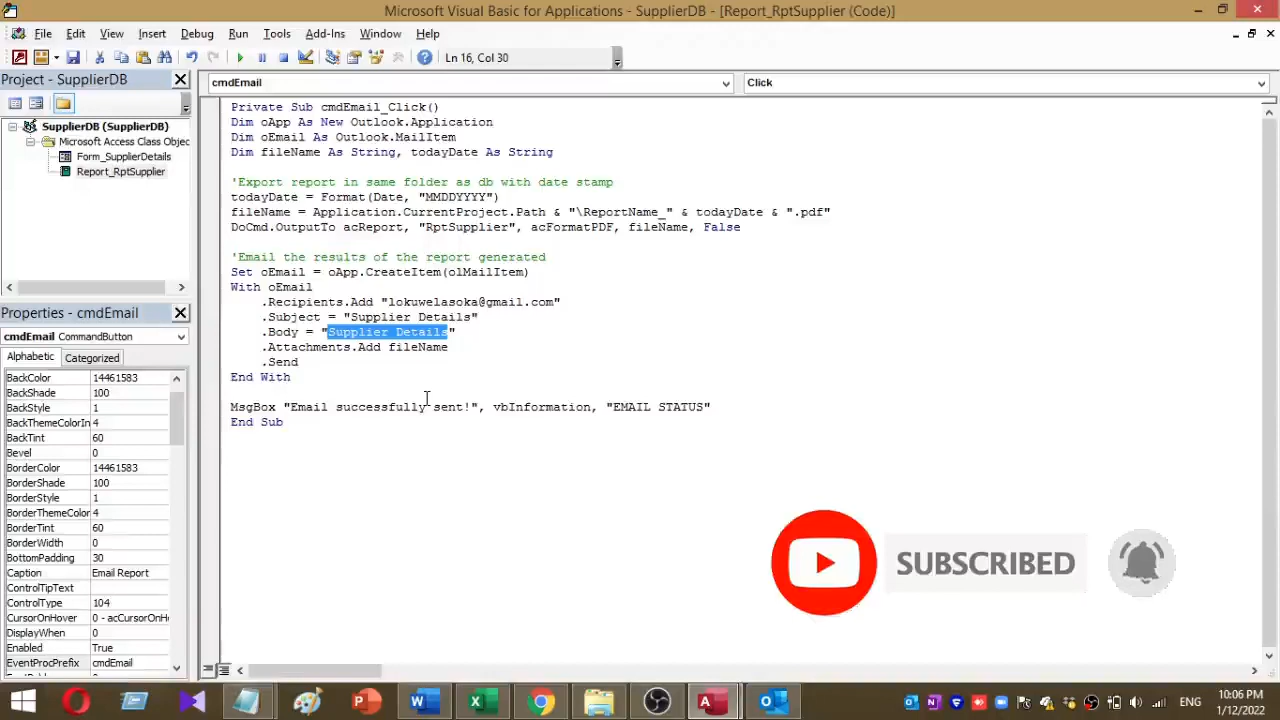 Microsoft Visual Basic for Applications - SupplierDB - [Report_RptSupplier (Code)]
File Edit View Insert Format Debug Run Tools Add-Ins Window Help
Ln 16, Col 30
Project - SupplierDB
cmdEmail Click
SupplierDB (SupplierDB)
Microsoft Access Class Objec
Form_SupplierDetails
Report_RptSupplier
Private Sub cmdEmail_Click()
Dim oApp As New Outlook.Application
Dim oEmail As Outlook.MailItem
Dim fileName As String, todayDate As String
'Export report in same folder as db with date stamp
todayDate = Format(Date, "MMDDYYYY")
fileName = Application.CurrentProject.Path & "\ReportName_" & todayDate & ".pdf"
DoCmd.OutputTo acReport, "RptSupplier", acFormatPDF, fileName, False
'Email the results of the report generated
Set oEmail = oApp.CreateItem(olMailItem)
With oEmail
.Recipients.Add "lokuwelasoka@gmail.com"
.Subject = "Supplier Details"
.Body = "Supplier Details"
.Attachments.Add fileName
.Send
End With
MsgBox "Email successfully sent!", vbInformation, "EMAIL STATUS"
End Sub
Properties - cmdEmail
cmdEmail CommandButton
Alphabetic Categorized
BackColor 14461583
BackShade 100
BackStyle 1
BackThemeColorIn 4
BackTint 60
Bevel 0
BorderColor 14461583
BorderShade 100
BorderStyle 1
BorderThemeColor 4
BorderTint 60
BorderWidth 0
BottomPadding 30
Caption Email Report
ControlTipText
ControlType 104
CursorOnHover 0 - acCursorOnH
DisplayWhen 0
Enabled True
EventProcPrefix cmdEmail
SUBSCRIBED
ENG
10:06 PM
1/12/2022